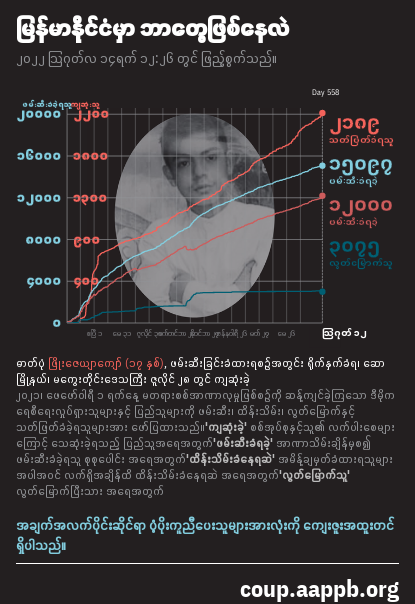 မြန်မာနိုင်ငံမှာ ဘာတွေဖြစ်နေလဲ
၂၀၂၂ ဩဂုတ်လ ၁၄ရက် ၁၂:၂၆ တွင် ဖြည့်စွက်သည်။
Day 558
ဖမ်းဆီးခံရသူ ကျဆုံးသူ
၂၀၀၀၀ ၂၂၀၀
၂၁၈၉
သတ်ဖြတ်ခံရသူ
၁၆၀၀၀ ၁၈၀၀
၁၅၀၉၇
ဖမ်းဆီးခံရခဲ့
၁၂၀၀၀ ၁၃၀၀
၁၂၀၀၀
ဖမ်းဆီးခံရခဲ့
၈၀၀၀ ၉၀၀
၃၀၇၅
လွတ်မြောက်သူ
၄၀၀၀ ၄၀၀
၀
ဩဂုတ် ၁၂
ဓာတ်ပုံ ဖြိုးဇေယျာကျော် (၁၇ နှစ်), ဖမ်းဆီးခြင်းခံထားရစဉ်အတွင်း ရိုက်နှက်ခံရ၊ ဆော
မြို့နယ်၊ မကွေးတိုင်းဒေသကြီး ဇူလိုင် ၂၈ တွင် ကျဆုံးခဲ့
၂၀၂၁၊ ဖေဖော်ဝါရီ ၁ ရက်နေ့ မတရားစစ်အာဏာလုမှုဖြစ်စဉ်ကို ဆန့်ကျင်ခဲ့ကြသော ဒီမိုက
ရေစီရေးလှုပ်ရှားသူများနှင့် ပြည်သူများကို ဖမ်းဆီး၊ ထိန်းသိမ်း၊ လွတ်မြောက်နှင့်
သတ်ဖြတ်ခံခဲ့ရသူများအား ဖော်ပြထားသည်။'ကျဆုံးခဲ့' စစ်အုပ်စုနှင့်သူ၏ လက်ပါးစေများ
ကြောင့် သေဆုံးခဲ့ရသည့် ပြည်သူအရေအတွက်'ဖမ်းဆီးခံရခဲ့' အာဏာသိမ်းချိန်မှစ၍
ဖမ်းဆီးခံခဲ့ရသူ စုစုပေါင်း အရေအတွက်'ထိန်းသိမ်းခံနေရဆဲ' အမိန့်ချမှတ်ခံထားရသူများ
အပါအဝင် လက်ရှိအချိန်ထိ ထိန်းသိမ်းခံနေရဆဲ အရေအတွက်'လွတ်မြောက်သူ'
လွတ်မြောက်ပြီးသား အရေအတွက်
အချက်အလက်ပိုင်းဆိုင်ရာ ပံ့ပိုးကူညီပေးသူများအားလုံးကို ကျေးဇူးအထူးတင်
ရှိပါသည်။
coup.aappb.org